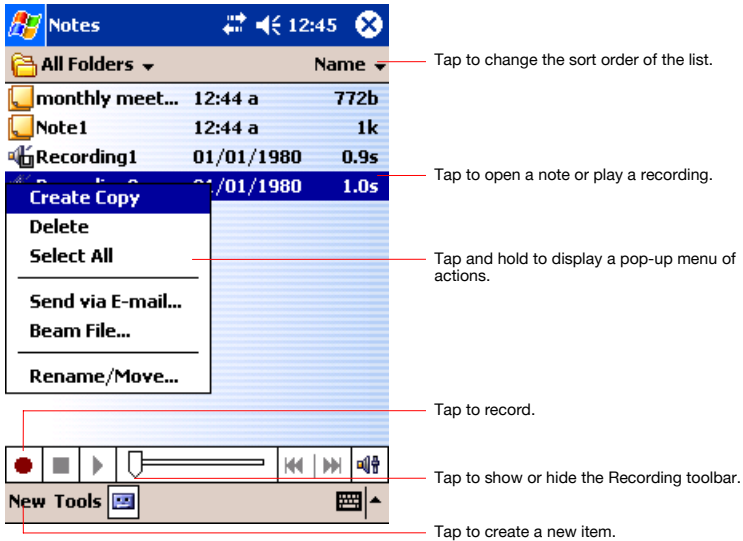 Notes 12:45
All Folders Name
Tap to change the sort order of the list.
monthly meet... 12:44 a 772b
Note1 12:44 a 1k
Recording1 01/01/1980 0.9s
/01/1980 1.0s
Tap to open a note or play a recording.
Create Copy
Delete
Select All
Tap and hold to display a pop-up menu of
actions.
Send via E-mail...
Beam File...
Rename/Move...
Tap to record.
Tap to show or hide the Recording toolbar.
New Tools
Tap to create a new item.